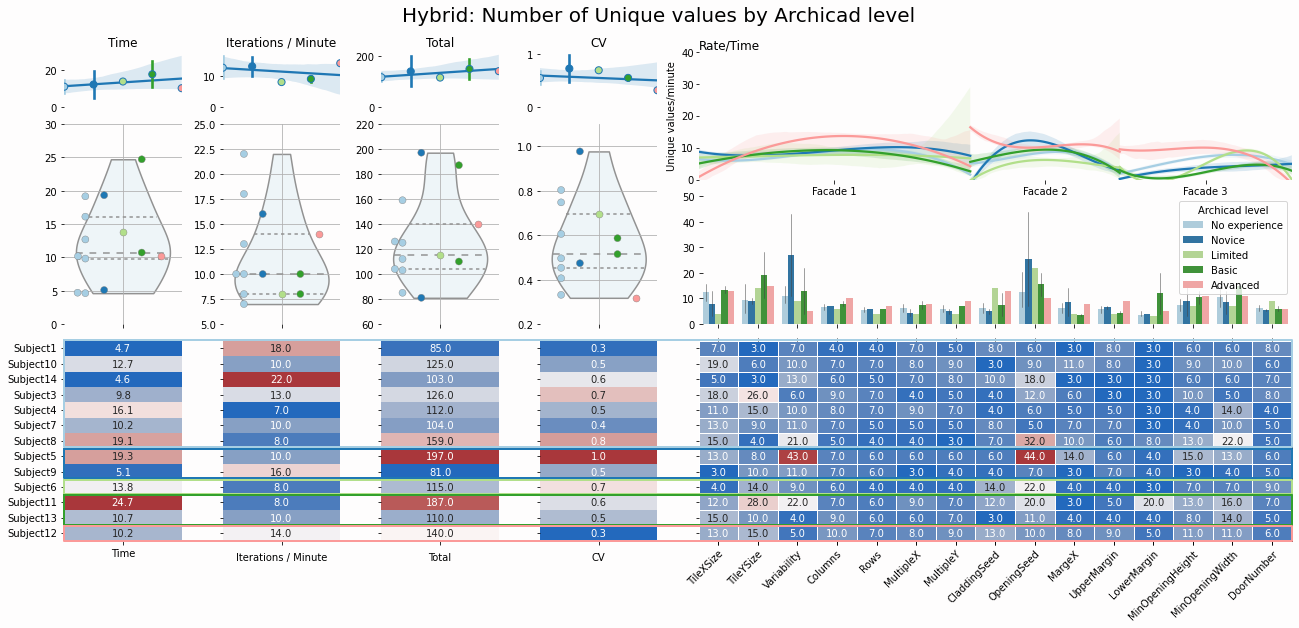 Hybrid: Number of Unique values by Archicad level
Time
Iterations / Minute
Total
CV
Rate/Time
20
0
10
0
200
0
1
0
40
30
20
10
0
Unique values/minute
Facade 1
Facade 2
Facade 3
30
25
20
15
10
5
0
25.0
22.5
20.0
17.5
15.0
12.5
10.0
7.5
5.0
220
200
180
160
140
120
100
80
60
1.0
0.8
0.6
0.4
0.2
50
40
30
20
10
0
Archicad level
No experience
Novice
Limited
Basic
Advanced
Subject1 4.7 18.0 85.0 0.3 7.0 3.0 7.0 4.0 4.0 7.0 5.0 8.0 6.0 3.0 8.0 3.0 6.0 6.0 8.0
Subject10 12.7 10.0 125.0 0.5 19.0 6.0 10.0 7.0 7.0 8.0 9.0 3.0 9.0 11.0 8.0 3.0 9.0 10.0 6.0
Subject14 4.6 22.0 103.0 0.6 5.0 3.0 13.0 6.0 5.0 7.0 8.0 10.0 18.0 3.0 3.0 3.0 6.0 6.0 7.0
Subject3 9.8 13.0 126.0 0.7 18.0 26.0 6.0 9.0 7.0 4.0 5.0 4.0 12.0 6.0 3.0 3.0 10.0 5.0 8.0
Subject4 16.1 7.0 112.0 0.5 11.0 15.0 10.0 8.0 7.0 9.0 7.0 4.0 6.0 5.0 5.0 3.0 4.0 14.0 4.0
Subject7 10.2 10.0 104.0 0.4 13.0 9.0 11.0 7.0 5.0 5.0 5.0 8.0 5.0 7.0 7.0 3.0 4.0 10.0 5.0
Subject8 19.1 8.0 159.0 0.8 15.0 4.0 21.0 5.0 4.0 4.0 3.0 7.0 32.0 10.0 6.0 8.0 13.0 22.0 5.0
Subject5 19.3 10.0 197.0 1.0 13.0 8.0 43.0 7.0 5.0 6.0 6.0 6.0 44.0 14.0 6.0 4.0 15.0 13.0 6.0
Subject9 5.1 16.0 81.0 0.5 3.0 10.0 11.0 7.0 6.0 3.0 4.0 4.0 7.0 3.0 7.0 3.0 4.0 4.0 5.0
Subject6 13.8 8.0 115.0 0.7 4.0 14.0 9.0 6.0 4.0 6.0 4.0 14.0 22.0 4.0 4.0 3.0 7.0 7.0 9.0
Subject11 24.7 8.0 187.0 0.6 12.0 28.0 22.0 7.0 6.0 9.0 7.0 12.0 20.0 3.0 5.0 20.0 13.0 16.0 7.0
Subject13 10.7 10.0 110.0 0.5 15.0 10.0 4.0 9.0 6.0 6.0 7.0 3.0 11.0 4.0 4.0 4.0 8.0 14.0 5.0
Subject12 10.2 14.0 140.0 0.3 13.0 15.0 5.0 10.0 7.0 8.0 9.0 13.0 10.0 8.0 9.0 5.0 11.0 11.0 6.0
Time
Iterations / Minute
Total
CV
TileXSize
TileYSize
Variability
Columns
Rows
MultipleX
MultipleY
CladdingSeed
OpeningSeed
MargeX
UpperMargin
LowerMargin
MinOpeningHeight
MinOpeningWidth
DoorNumber